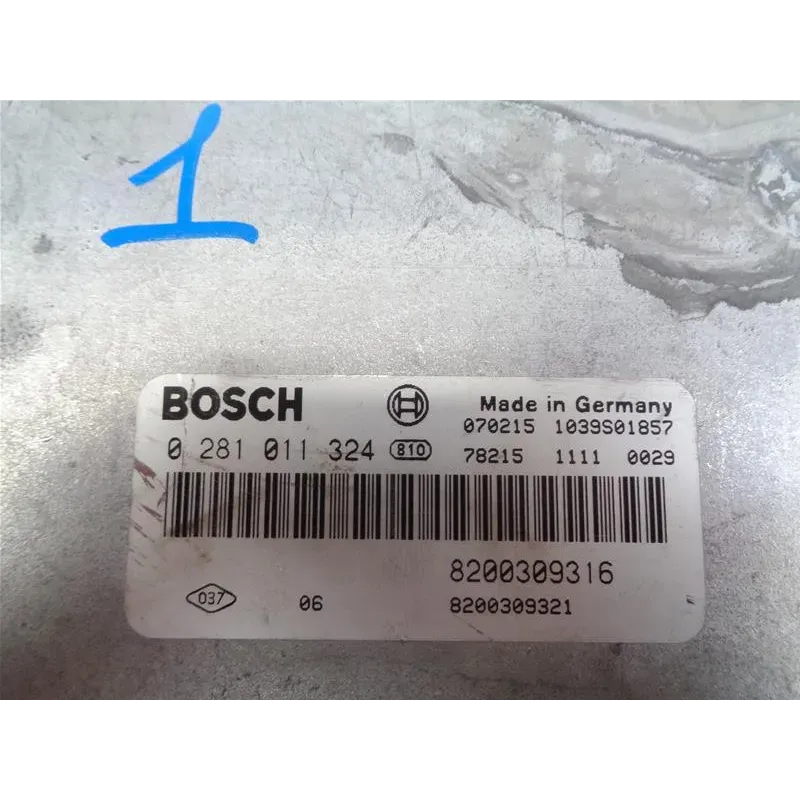 1
BOSCH Made in Germany
070215 1039S01857
0 281 011 324 810 78215 1111 0029
8200309316
037 06 8200309321